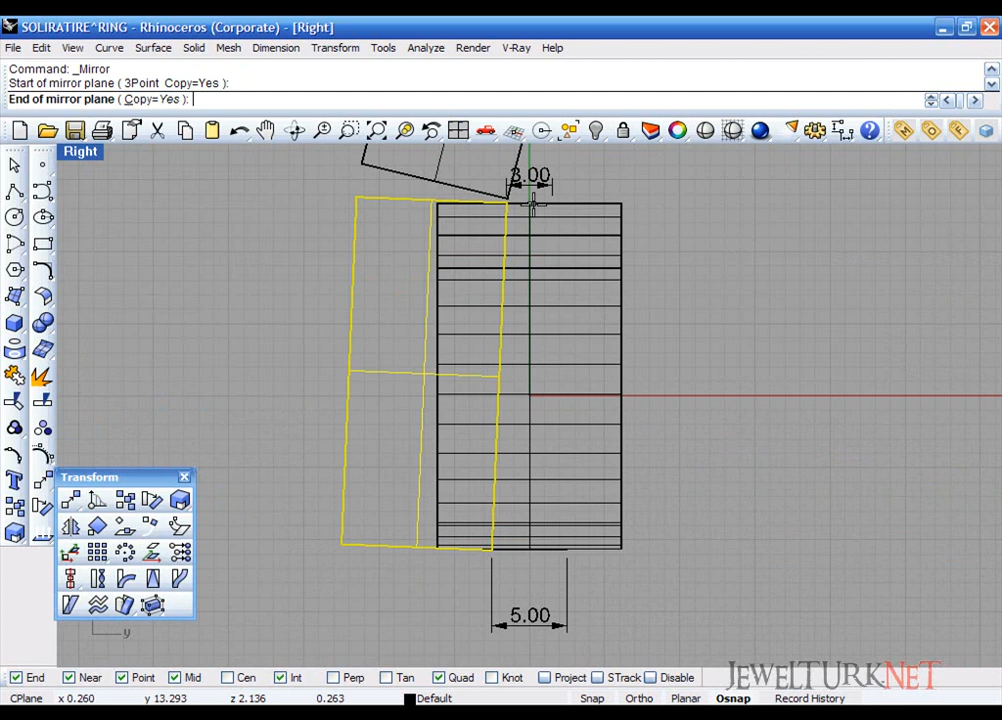 SOLIRATIRE^RING - Rhinoceros (Corporate) - [Right]
File Edit View Curve Surface Solid Mesh Dimension Transform Tools Analyze Render V-Ray Help
Command: _Mirror
Start of mirror plane ( 3Point Copy=Yes ):
End of mirror plane ( Copy=Yes ):
Right
3.00
Transform
5.00
y
End Near Point Mid Cen Int Perp Tan Quad Knot Project STrack Disable
JEWELTURK.NET
CPlane x 0.260 y 13.293 z 2.136 0.263 Default Snap Ortho Planar Osnap Record History